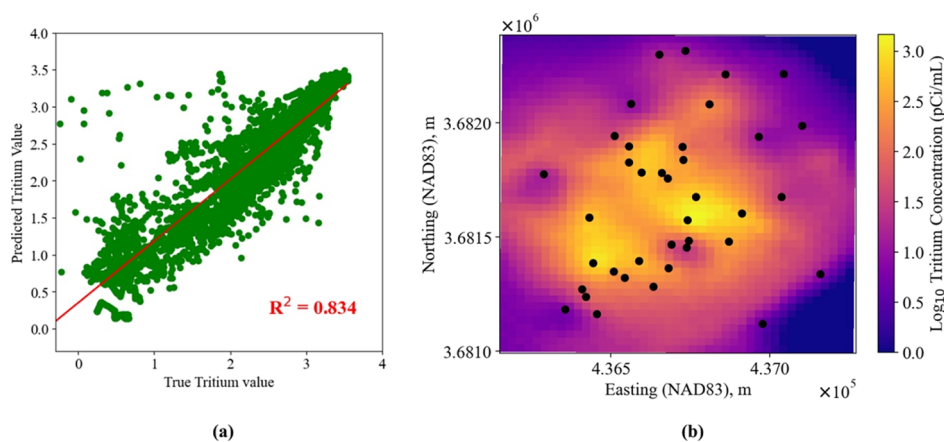 4.0
3.5
3.0
2.5
2.0
1.5
1.0
0.5
0.0
Predicted Tritium Value
R² = 0.834
0 1 2 3 4
True Tritium value
(a)
×10⁶
3.6820
3.6815
3.6810
Northing (NAD83), m
4.365 4.370
Easting (NAD83), m ×10⁵
3.0
2.5
2.0
1.5
1.0
0.5
0.0
Log₁₀ Tritium Concentration (pCi/mL)
(b)